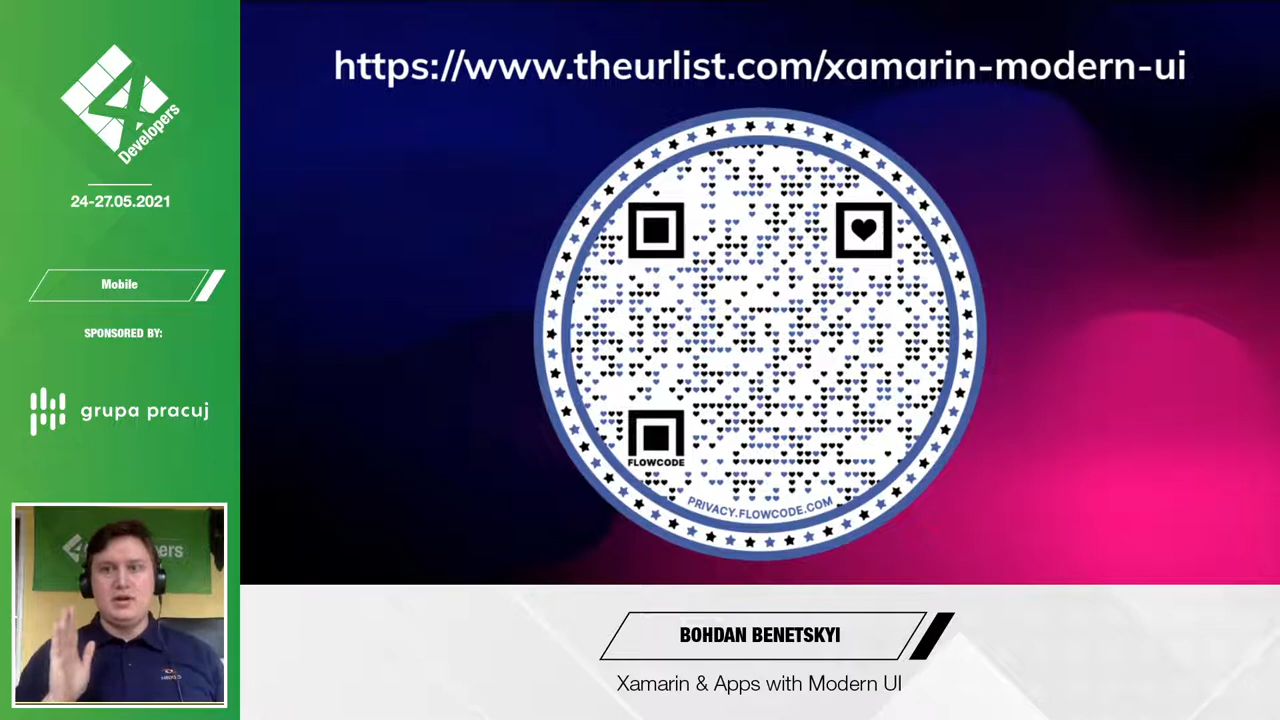 4
Developers
24-27.05.2021
Mobile
SPONSORED BY:
grupa pracuj
https://www.theurlist.com/xamarin-modern-ui
FLOWCODE
PRIVACY.FLOWCODE.COM
BOHDAN BENETSKYI
Xamarin & Apps with Modern UI